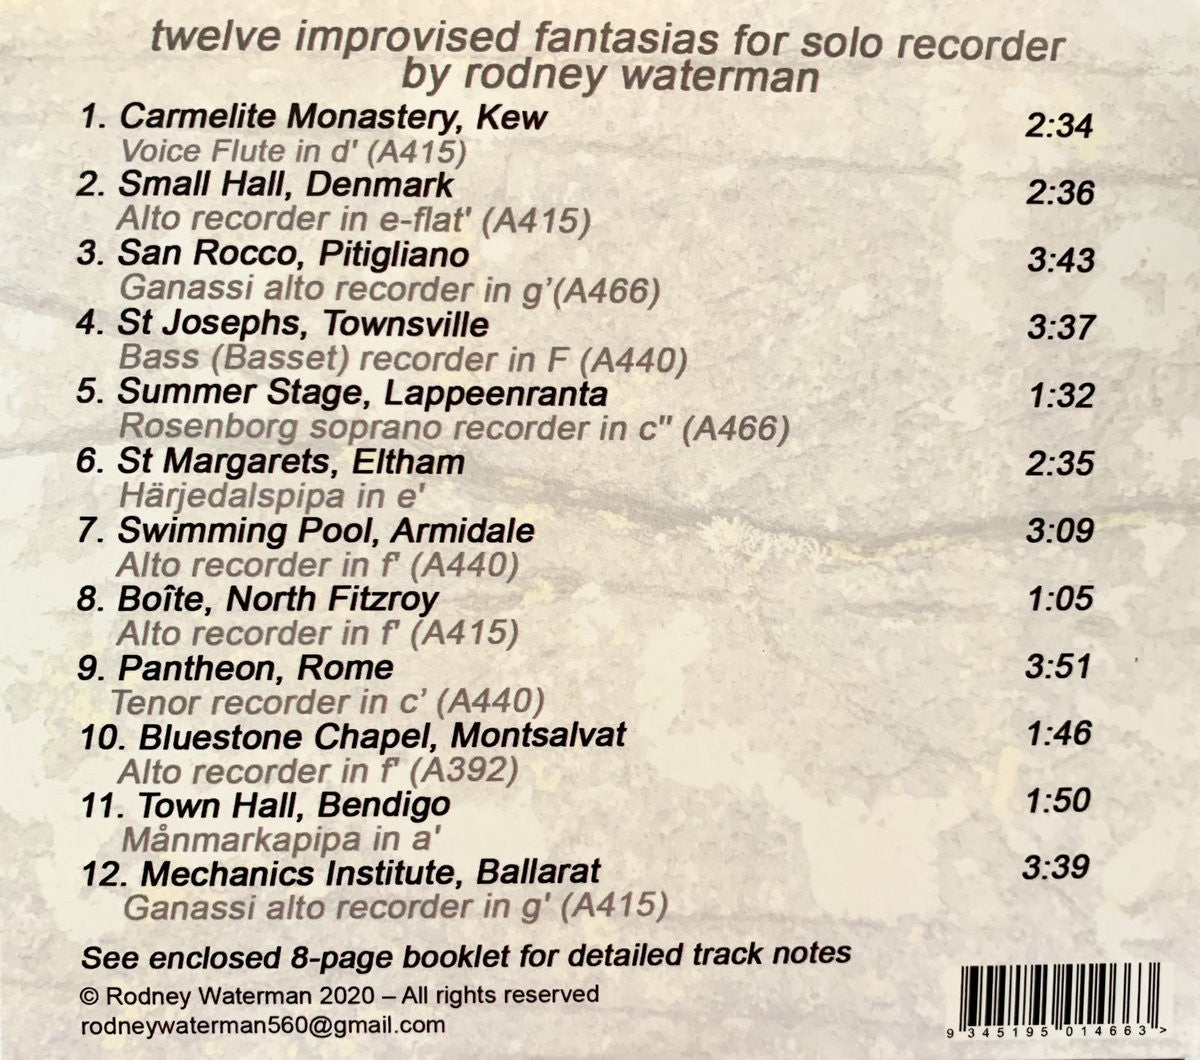 twelve improvised fantasias for solo recorder
by rodney waterman
1. Carmelite Monastery, Kew 2:34
Voice Flute in d' (A415)
2. Small Hall, Denmark 2:36
Alto recorder in e-flat' (A415)
3. San Rocco, Pitigliano 3:43
Ganassi alto recorder in g'(A466)
4. St Josephs, Townsville 3:37
Bass (Basset) recorder in F (A440)
5. Summer Stage, Lappeenranta 1:32
Rosenborg soprano recorder in c" (A466)
6. St Margarets, Eltham 2:35
Härjedalspipa in e'
7. Swimming Pool, Armidale 3:09
Alto recorder in f' (A440)
8. Boîte, North Fitzroy 1:05
Alto recorder in f' (A415)
9. Pantheon, Rome 3:51
Tenor recorder in c' (A440)
10. Bluestone Chapel, Montsalvat 1:46
Alto recorder in f' (A392)
11. Town Hall, Bendigo 1:50
Månmarkapipa in a'
12. Mechanics Institute, Ballarat 3:39
Ganassi alto recorder in g' (A415)
See enclosed 8-page booklet for detailed track notes
© Rodney Waterman 2020 – All rights reserved
rodneywaterman560@gmail.com
9 345195 014663 >